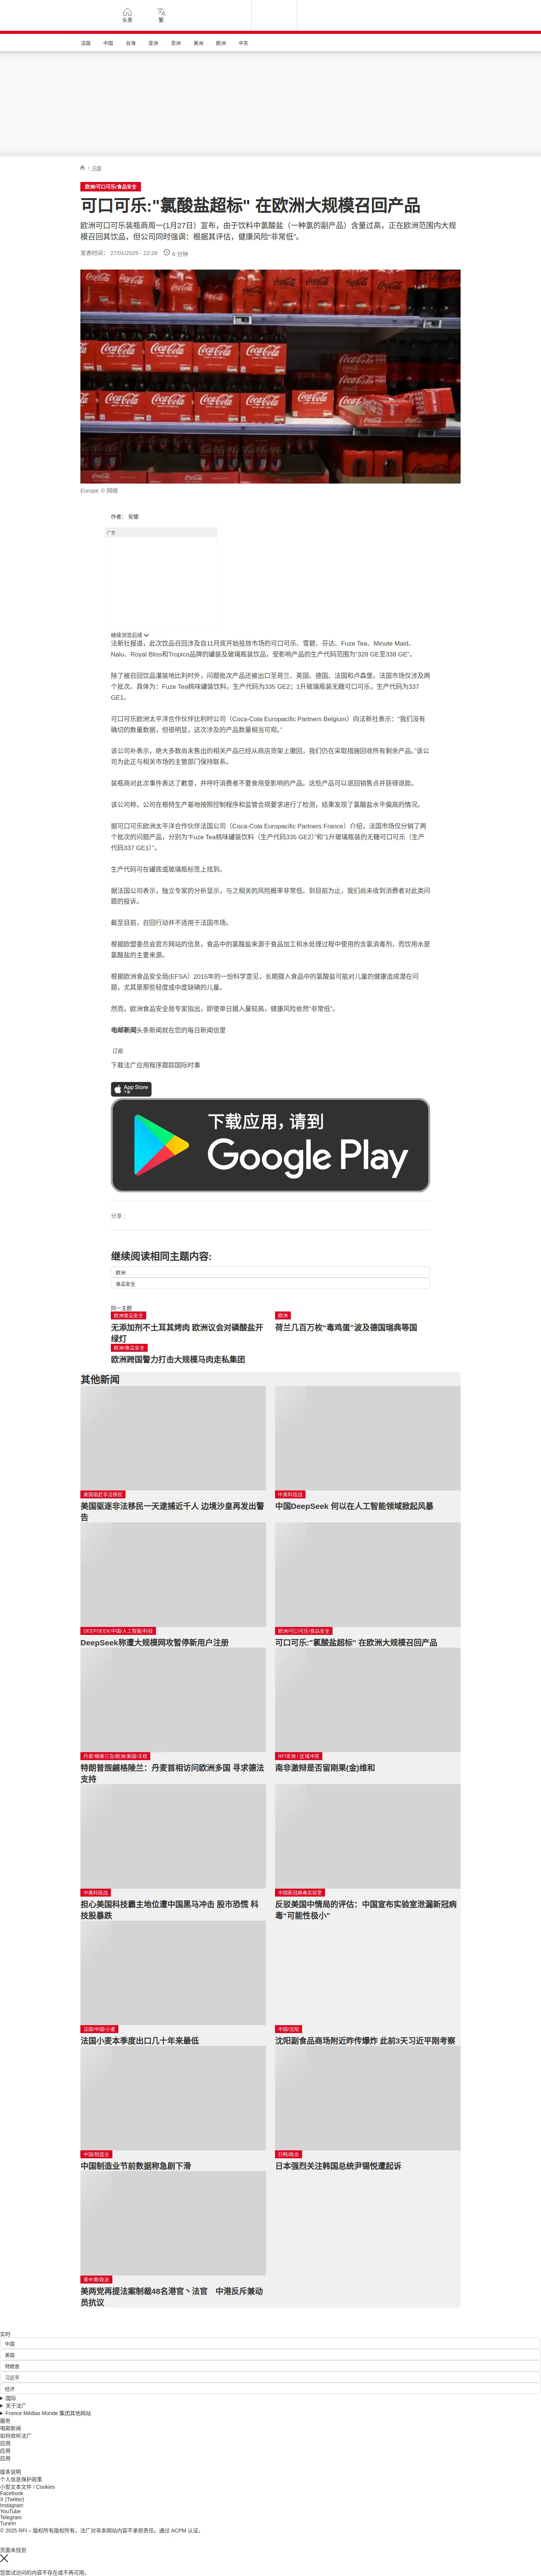 头条
繁
法国
中国
台海
亚洲
非洲
美洲
欧洲
中东
/ 中国
欧洲/可口可乐/食品安全
可口可乐:"氯酸盐超标" 在欧洲大规模召回产品
欧洲可口可乐装瓶商周一(1月27日）宣布，由于饮料中氯酸盐（一种氯的副产品）含量过高，正在欧洲范围内大规
模召回其饮品，但公司同时强调：根据其评估，健康风险“非常低”。
发表时间： 27/01/2025 - 22:28
6 分钟
Coca-Cola
Europe © 网络
作者： 安娜
广告
继续浏览后续
法新社报道，此次饮品召回涉及自11月底开始投放市场的可口可乐、雪碧、芬达、Fuze Tea、Minute Maid、
Nalu、Royal Bliss和Tropico品牌的罐装及玻璃瓶装饮品，受影响产品的生产代码范围为“328 GE至338 GE”。
除了被召回饮品灌装地比利时外，问题批次产品还被出口至荷兰、英国、德国、法国和卢森堡。法国市场仅涉及两
个批次。具体为：Fuze Tea桃味罐装饮料，生产代码为335 GE2；1升玻璃瓶装无糖可口可乐，生产代码为337
GE1。
可口可乐欧洲太平洋合作伙伴比利时公司（Coca-Cola Europacific Partners Belgium）向法新社表示：“我们没有
确切的数量数据，但很明显，这次涉及的产品数量相当可观。”
该公司补表示，绝大多数尚未售出的相关产品已经从商店货架上撤回，我们仍在采取措施回收所有剩余产品。“该公
司为此正与相关市场的主管部门保持联系。
装瓶商对此次事件表达了歉意，并呼吁消费者不要食用受影响的产品。这些产品可以退回销售点并获得退款。
该公司称，公司在根特生产基地按照控制程序和监管合规要求进行了检测，结果发现了氯酸盐水平偏高的情况。
据可口可乐欧洲太平洋合作伙伴法国公司（Coca-Cola Europacific Partners France）介绍，法国市场仅分销了两
个批次的问题产品，分别为“Fuze Tea桃味罐装饮料（生产代码335 GE2）”和“1升玻璃瓶装的无糖可口可乐（生产
代码337 GE1）”。
生产代码可在罐底或玻璃瓶标签上找到。
据法国公司表示，独立专家的分析显示，与之相关的风险概率非常低。到目前为止，我们尚未收到消费者对此类问
题的投诉。
截至目前，召回行动并不适用于法国市场。
根据欧盟委员会官方网站的信息，食品中的氯酸盐来源于食品加工和水处理过程中使用的含氯消毒剂，而饮用水是
氯酸盐的主要来源。
根据欧洲食品安全局(EFSA）2015年的一份科学意见，长期摄入食品中的氯酸盐可能对儿童的健康造成潜在问
题，尤其是那些轻度或中度缺碘的儿童。
然而，欧洲食品安全局专家指出，即使单日摄入量较高，健康风险依然“非常低”。
电邮新闻头条新闻就在您的每日新闻信里
订阅
下载法广应用程序跟踪国际时事
App Store
下载
下载应用，请到
Google Play
分享 :
继续阅读相同主题内容:
欧洲
食品安全
同一主题
欧洲食品安全
无添加剂不土耳其烤肉 欧洲议会对磷酸盐开
绿灯
欧洲
荷兰几百万枚“毒鸡蛋”波及德国瑞典等国
欧洲/食品安全
欧洲跨国警力打击大规模马肉走私集团
其他新闻
美国驱赶非法移民
美国驱逐非法移民一天逮捕近千人 边境沙皇再发出警
告
中美科技战
中国DeepSeek 何以在人工智能领域掀起风暴
DEEPSEEK/中国/人工智能/科技
DeepSeek称遭大规模网攻暂停新用户注册
欧洲/可口可乐/食品安全
可口可乐:"氯酸盐超标" 在欧洲大规模召回产品
丹麦/格陵兰岛/欧洲/美国/主权
特朗普觊觎格陵兰：丹麦首相访问欧洲多国 寻求德法
支持
RFI非洲 / 区域冲突
南非激辩是否留刚果(金)维和
中美科技战
担心美国科技霸主地位遭中国黑马冲击 股市恐慌 科
技股暴跌
中国新冠病毒实验室
反驳美国中情局的评估：中国宣布实验室泄漏新冠病
毒“可能性极小”
法国/中国/小麦
法国小麦本季度出口几十年来最低
中国/沈阳
沈阳副食品商场附近昨传爆炸 此前3天习近平刚考察
中国/制造业
中国制造业节前数据称急剧下滑
日韩/政治
日本强烈关注韩国总统尹锡悦遭起诉
美中港/政治
美两党再提法案制裁48名港官丶法官　中港反斥兼动
员抗议
实时
中国
美国
特朗普
习近平
经济
国际
关于法广
France Médias Monde 集团其他网站
服务
电邮新闻
如何收听法广
应用
应用
应用
版本说明
个人信息保护政策
小型文本文件 / Cookies
Facebook
X (Twitter)
Instagram
YouTube
Telegram
TuneIn
© 2025 RFI – 版权所有版权所有。法广对非本网站内容不承担责任。通过 ACPM 认证。
页面未找到
您尝试访问的内容不存在或不再可用。